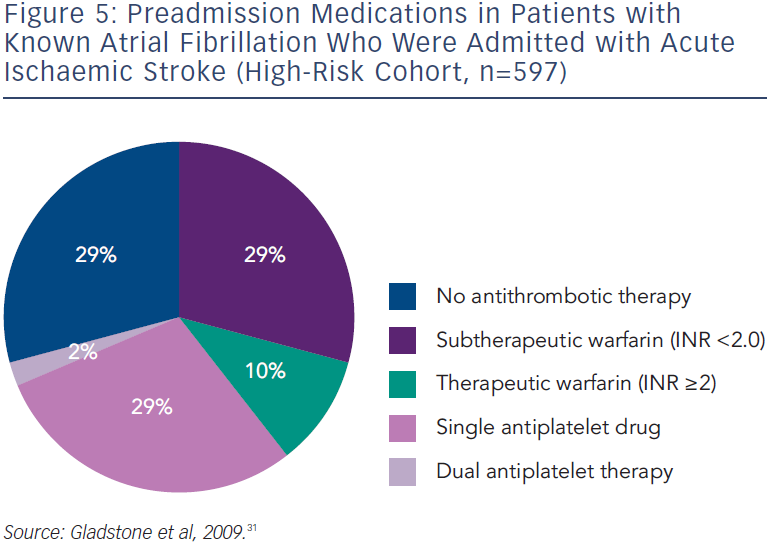 Figure 5: Preadmission Medications in Patients with
Known Atrial Fibrillation Who Were Admitted with Acute
Ischaemic Stroke (High-Risk Cohort, n=597)
29%
29%
2%
10%
29%
No antithrombotic therapy
Subtherapeutic warfarin (INR <2.0)
Therapeutic warfarin (INR ≥2)
Single antiplatelet drug
Dual antiplatelet therapy
Source: Gladstone et al, 2009.³¹